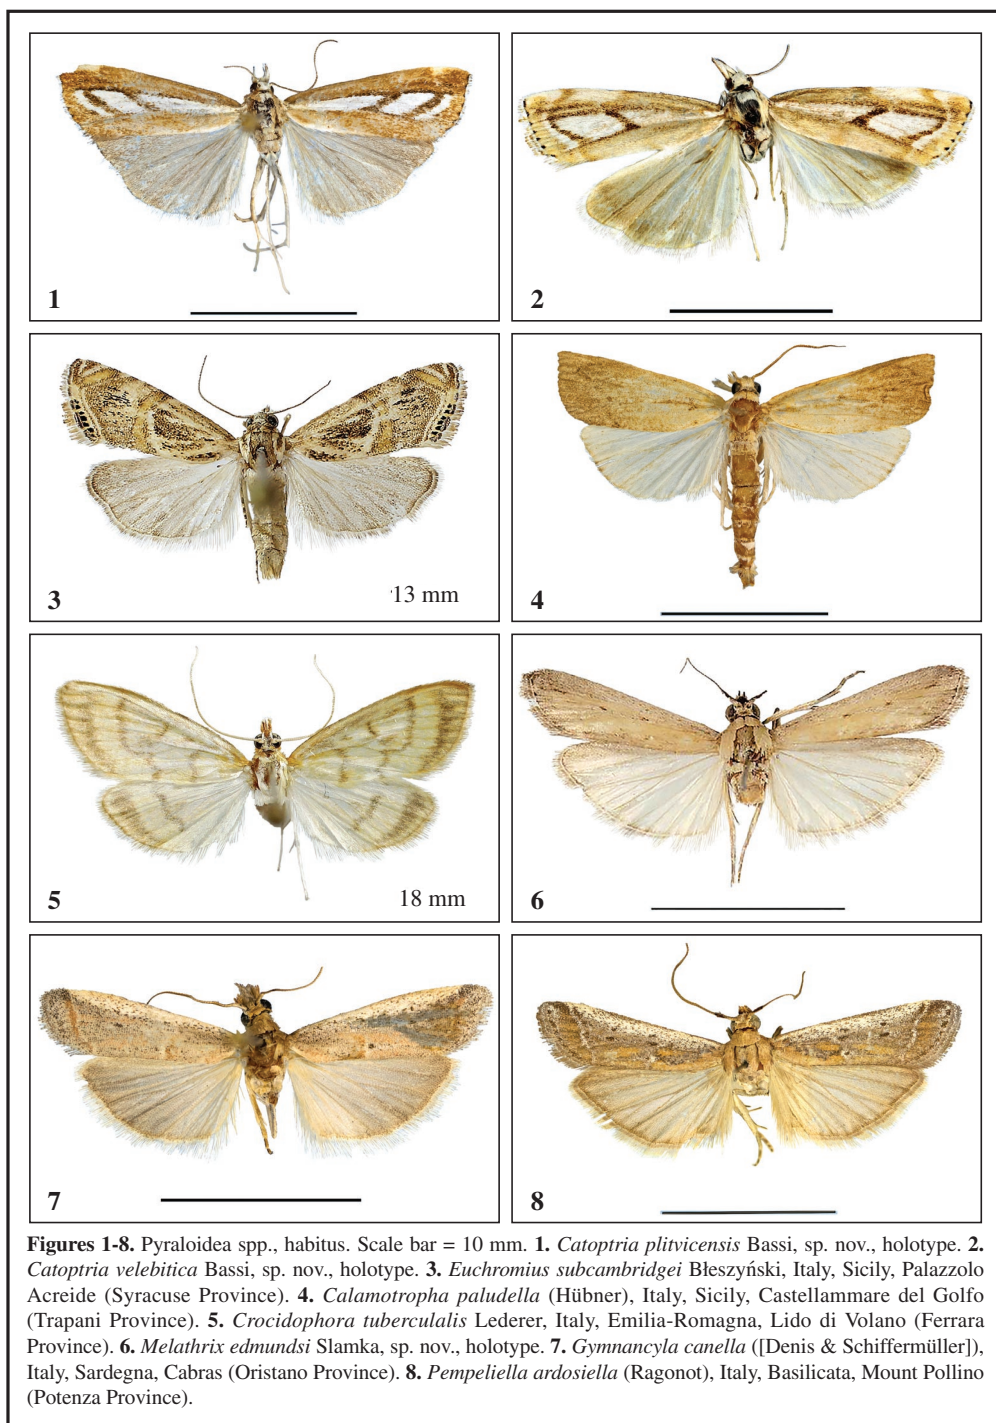 1
2
3
13 mm
4
5
18 mm
6
7
8
Figures 1-8. Pyraloidea spp., habitus. Scale bar = 10 mm. 1. Catoptria plitvicensis Bassi, sp. nov., holotype. 2.
Catoptria velebitica Bassi, sp. nov., holotype. 3. Euchromius subcambridgei Błeszyński, Italy, Sicily, Palazzolo
Acreide (Syracuse Province). 4. Calamotropha paludella (Hübner), Italy, Sicily, Castellammare del Golfo
(Trapani Province). 5. Crocidophora tuberculalis Lederer, Italy, Emilia-Romagna, Lido di Volano (Ferrara
Province). 6. Melathrix edmundsi Slamka, sp. nov., holotype. 7. Gymnancyla canella ([Denis & Schiffermüller]),
Italy, Sardegna, Cabras (Oristano Province). 8. Pempeliella ardosiella (Ragonot), Italy, Basilicata, Mount Pollino
(Potenza Province).